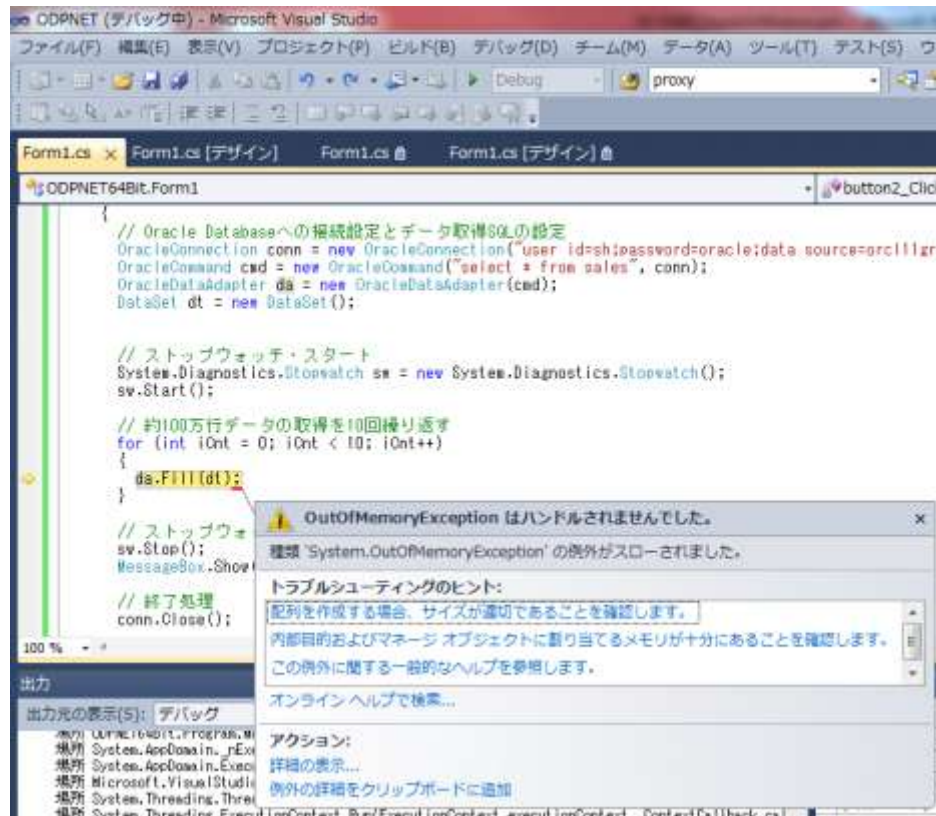 ODPNET (デバッグ中) - Microsoft Visual Studio
ファイル(F) 編集(E) 表示(V) プロジェクト(P) ビルド(B) デバッグ(D) チーム(M) データ(A) ツール(T) テスト(S) ウ
Debug proxy
Form1.cs Form1.cs [デザイン] Form1.cs Form1.cs [デザイン]
ODPNET64Bit.Form1 button2_Clic
{
// Oracle Databaseへの接続設定とデータ取得SQLの設定
OracleConnection conn = new OracleConnection("user id=sh;password=oracle;data source=orcl11gr
OracleCommand cmd = new OracleCommand("select * from sales", conn);
OracleDataAdapter da = new OracleDataAdapter(cmd);
DataSet dt = new DataSet();
// ストップウォッチ・スタート
System.Diagnostics.Stopwatch sw = new System.Diagnostics.Stopwatch();
sw.Start();
// 約100万行データの取得を10回繰り返す
for (int iCnt = 0; iCnt < 10; iCnt++)
{
da.Fill(dt);
}
// ストップウォ
sw.Stop();
MessageBox.Show(
// 終了処理
conn.Close();
OutOfMemoryException はハンドルされませんでした。
種類 'System.OutOfMemoryException' の例外がスローされました。
トラブルシューティングのヒント:
配列を作成する場合、サイズが適切であることを確認します。
内部目的およびマネージ オブジェクトに割り当てるメモリが十分にあることを確認します。
この例外に関する一般的なヘルプを参照します。
オンライン ヘルプで検索...
アクション:
詳細の表示...
例外の詳細をクリップボードに追加
100 %
出力
出力元の表示(S): デバッグ
場所 ODPNET64Bit.Program.M
場所 System.AppDomain._nExe
場所 System.AppDomain.Exec
場所 Microsoft.VisualStudi
場所 System.Threading.Threa
場所 System.Threading.ExecutionContext.Run(ExecutionContext executionContext, ContextCallback cal